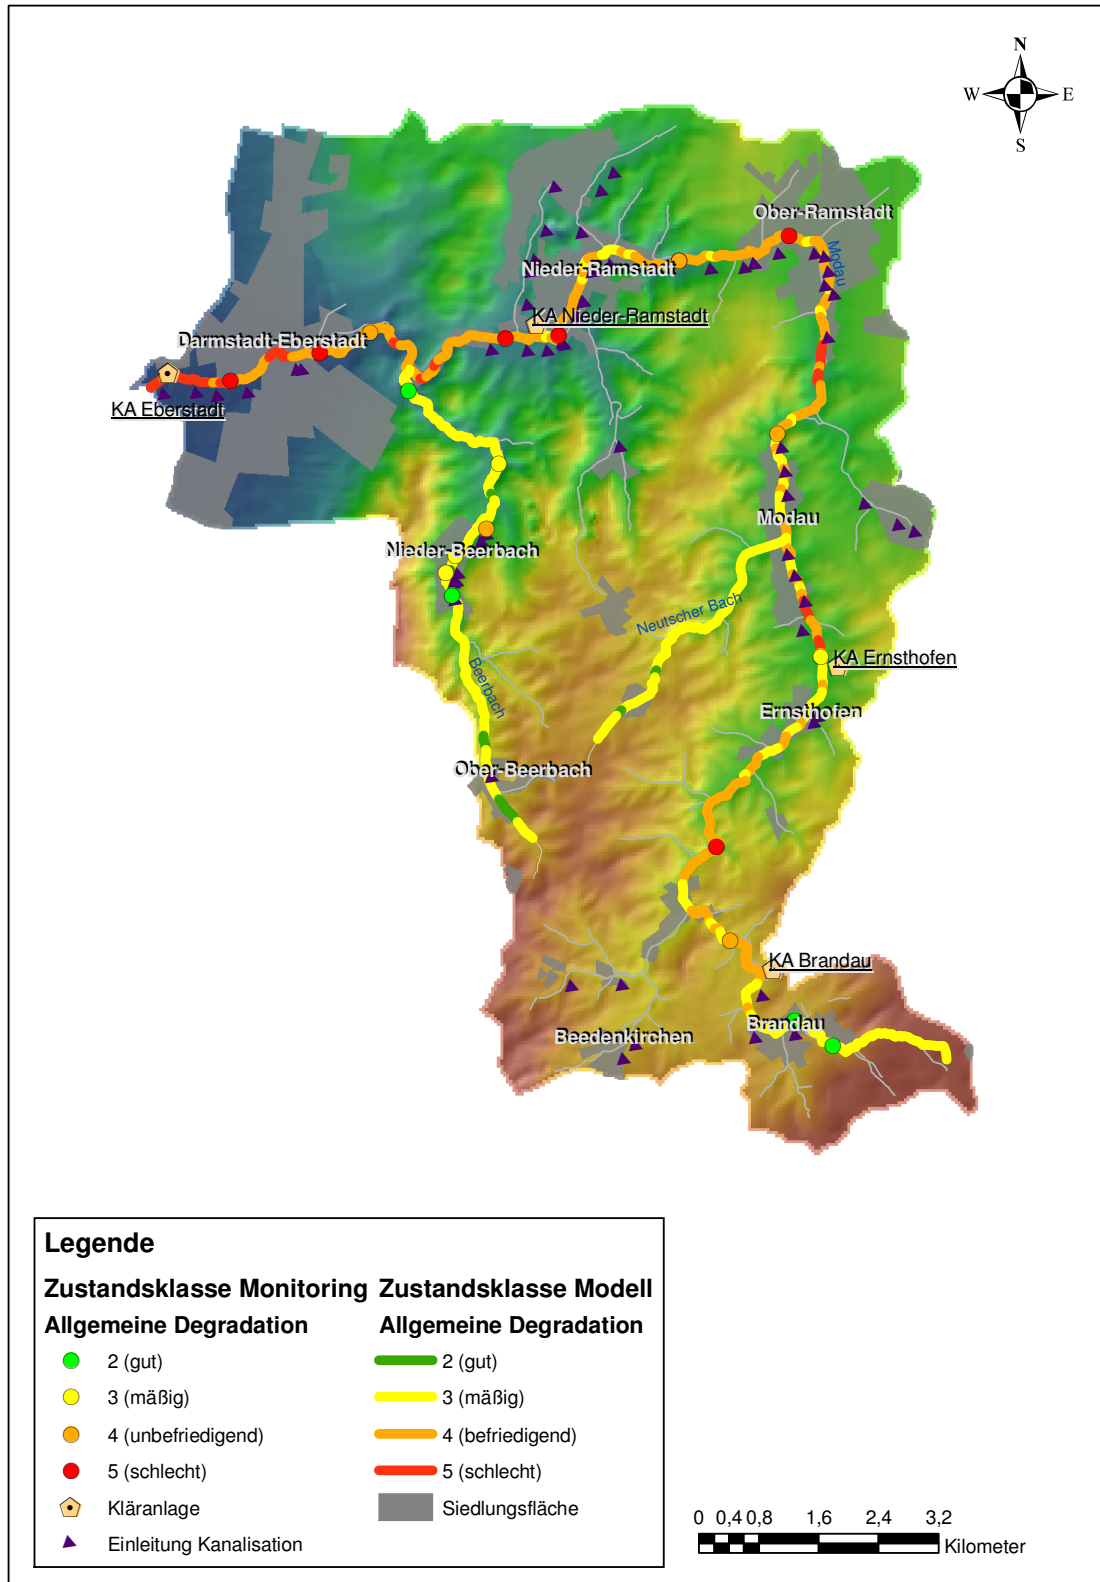 N
W
E
S
Ober-Ramstadt
Modau
Nieder-Ramstadt
KA Nieder-Ramstadt
Darmstadt-Eberstadt
KA Eberstadt
Modau
Nieder-Beerbach
Neutscher Bach
KA Ernsthofen
Beerbach
Ernsthofen
Ober-Beerbach
KA Brandau
Brandau
Beedenkirchen
Legende
Zustandsklasse Monitoring Zustandsklasse Modell
Allgemeine Degradation Allgemeine Degradation
2 (gut) 2 (gut)
3 (mäßig) 3 (mäßig)
4 (unbefriedigend) 4 (befriedigend)
5 (schlecht) 5 (schlecht)
Kläranlage Siedlungsfläche
Einleitung Kanalisation
0 0,4 0,8 1,6 2,4 3,2
Kilometer